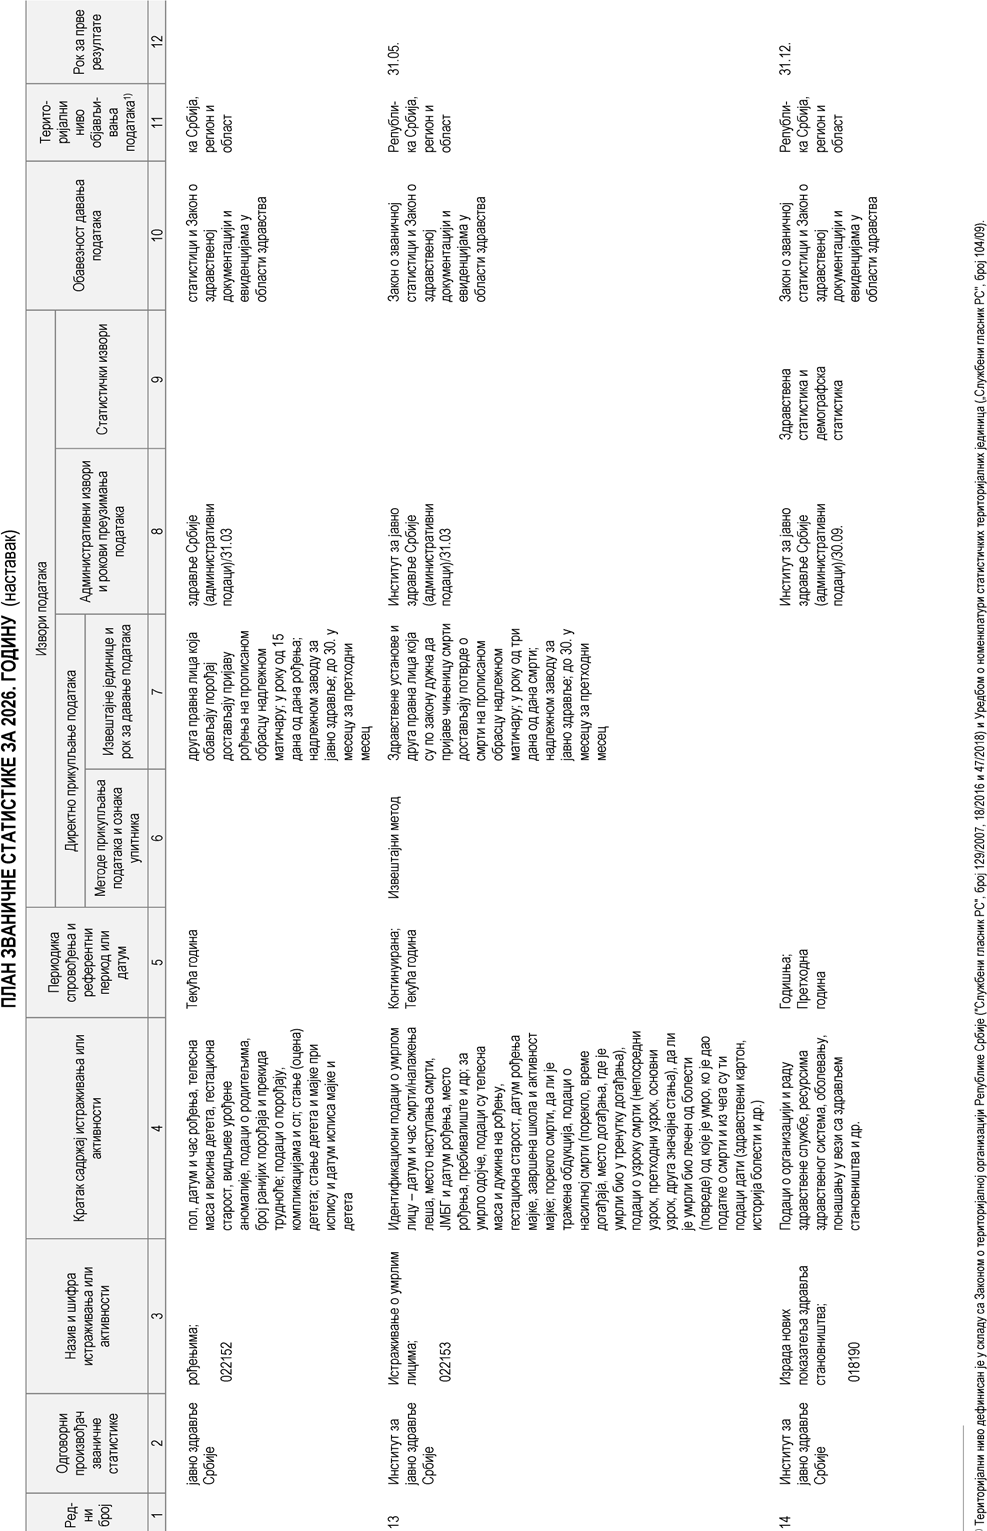 ПЛАН ЗВАНИЧНЕ СТАТИСТИКЕ ЗА 2026. ГОДИНУ (наставак)
Ред-
ни
број
Одговорни
произвођач
званичне
статистике
Назив и шифра
истраживања или
активности
Кратак садржај истраживања или
активности
Периодика
спровођења и
референтни
период или
датум
Извори података
Директно прикупљање података
Методе прикупљања
података и ознака
упитника
Извештајне јединице и
рок за давање података
Административни извори
и рокови преузимања
података
Статистички извори
Обавезност давања
података
Терито-
ријални
ниво
објављи-
вања
података1)
Рок за прве
резултате
1
2
3
4
5
6
7
8
9
10
11
12
јавно здравље
Србије
рођењима;
022152
пол, датум и час рођења, телесна
маса и висина детета, гестациона
старост, видљиве урођене
аномалије, подаци о родитељима,
број ранијих порођаја и прекида
трудноће; подаци о порођају,
компликацијама и сл; стање (оцена)
детета; стање детета и мајке при
испису и датум исписа мајке и
детета
Текућа година
друга правна лица која
обављају порођај
достављају пријаву
рођења на прописаном
обрасцу надлежном
матичару; у року од 15
дана од дана рођења;
надлежном заводу за
јавно здравље; до 30. у
месецу за претходни
месец
здравље Србије
(административни
подаци)/31.03
статистици и Закон о
здравственој
документацији и
евиденцијама у
области здравства
ка Србија,
регион и
област
13
Институт за
јавно здравље
Србије
Истраживање о умрлим
лицима;
022153
Идентификациони подаци о умрлом
лицу – датум и час смрти/налажења
леша, место наступања смрти,
ЈМБГ и датум рођења, место
рођења, пребивалиште и др; за
умрло одојче, подаци су телесна
маса и дужина на рођењу,
гестациона старост, датум рођења
мајке, завршена школа и активност
мајке; порекло смрти, да ли је
тражена обдукција, подаци о
насилној смрти (порекло, време
догађаја, место догађања, где је
умрли био у тренутку догађања),
подаци о узроку смрти (непосредни
узрок, претходни узрок, основни
узрок, друга значајна стања), да ли
је умрли био лечен од болести
(повреде) од које је умро, ко је дао
податке о смрти и из чега су ти
подаци дати (здравствени картон,
историја болести и др.)
Континуирана;
Текућа година
Извештајни метод
Здравствене установе и
друга правна лица која
су по закону дужна да
пријаве чињеницу смрти
достављају потврде о
смрти на прописаном
обрасцу надлежном
матичару; у року од три
дана од дана смрти;
надлежном заводу за
јавно здравље; до 30. у
месецу за претходни
месец
Институт за јавно
здравље Србије
(административни
подаци)/31.03
Закон о званичној
статистици и Закон о
здравственој
документацији и
евиденцијама у
области здравства
Републи-
ка Србија,
регион и
област
31.05.
14
Институт за
јавно здравље
Србије
Израда нових
показатеља здравља
становништва;
018190
Подаци о организацији и раду
здравствене службе, ресурсима
здравственог система, оболевању,
понашању у вези са здрављем
становништва и др.
Годишња;
Претходна
година
Институт за јавно
здравље Србије
(административни
подаци)/30.09.
Здравствена
статистика и
демографска
статистика
Закон о званичној
статистици и Закон о
здравственој
документацији и
евиденцијама у
области здравства
Републи-
ка Србија,
регион и
област
31.12.
) Територијални ниво дефинисан је у складу са Законом о територијалној организацији Републике Србије ("Службени гласник РС", број 129/2007, 18/2016 и 47/2018) и Уредбом о номенклатури статистичких територијалних јединица („Службени гласник РС", број 104/09).